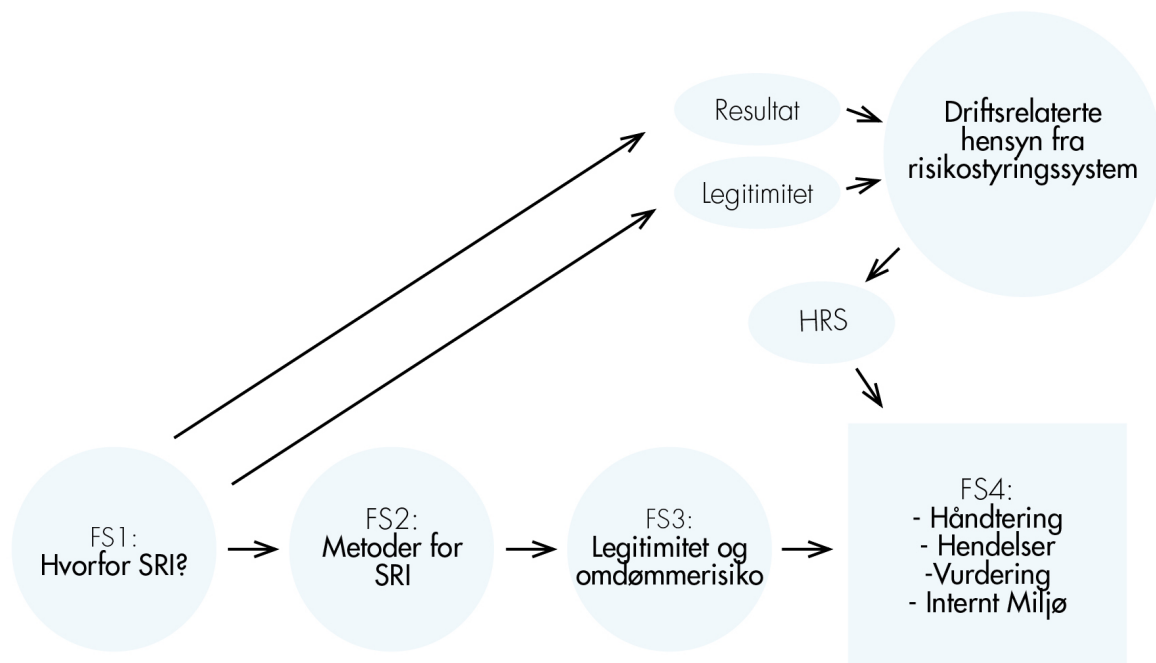 Resultat
Legitimitet
Driftsrelaterte
hensyn fra
risikostyringssystem
HRS
FS1:
Hvorfor SRI?
FS2:
Metoder for
SRI
FS3:
Legitimitet og
omdømmerisiko
FS4:
- Håndtering
- Hendelser
-Vurdering
- Internt Miljø